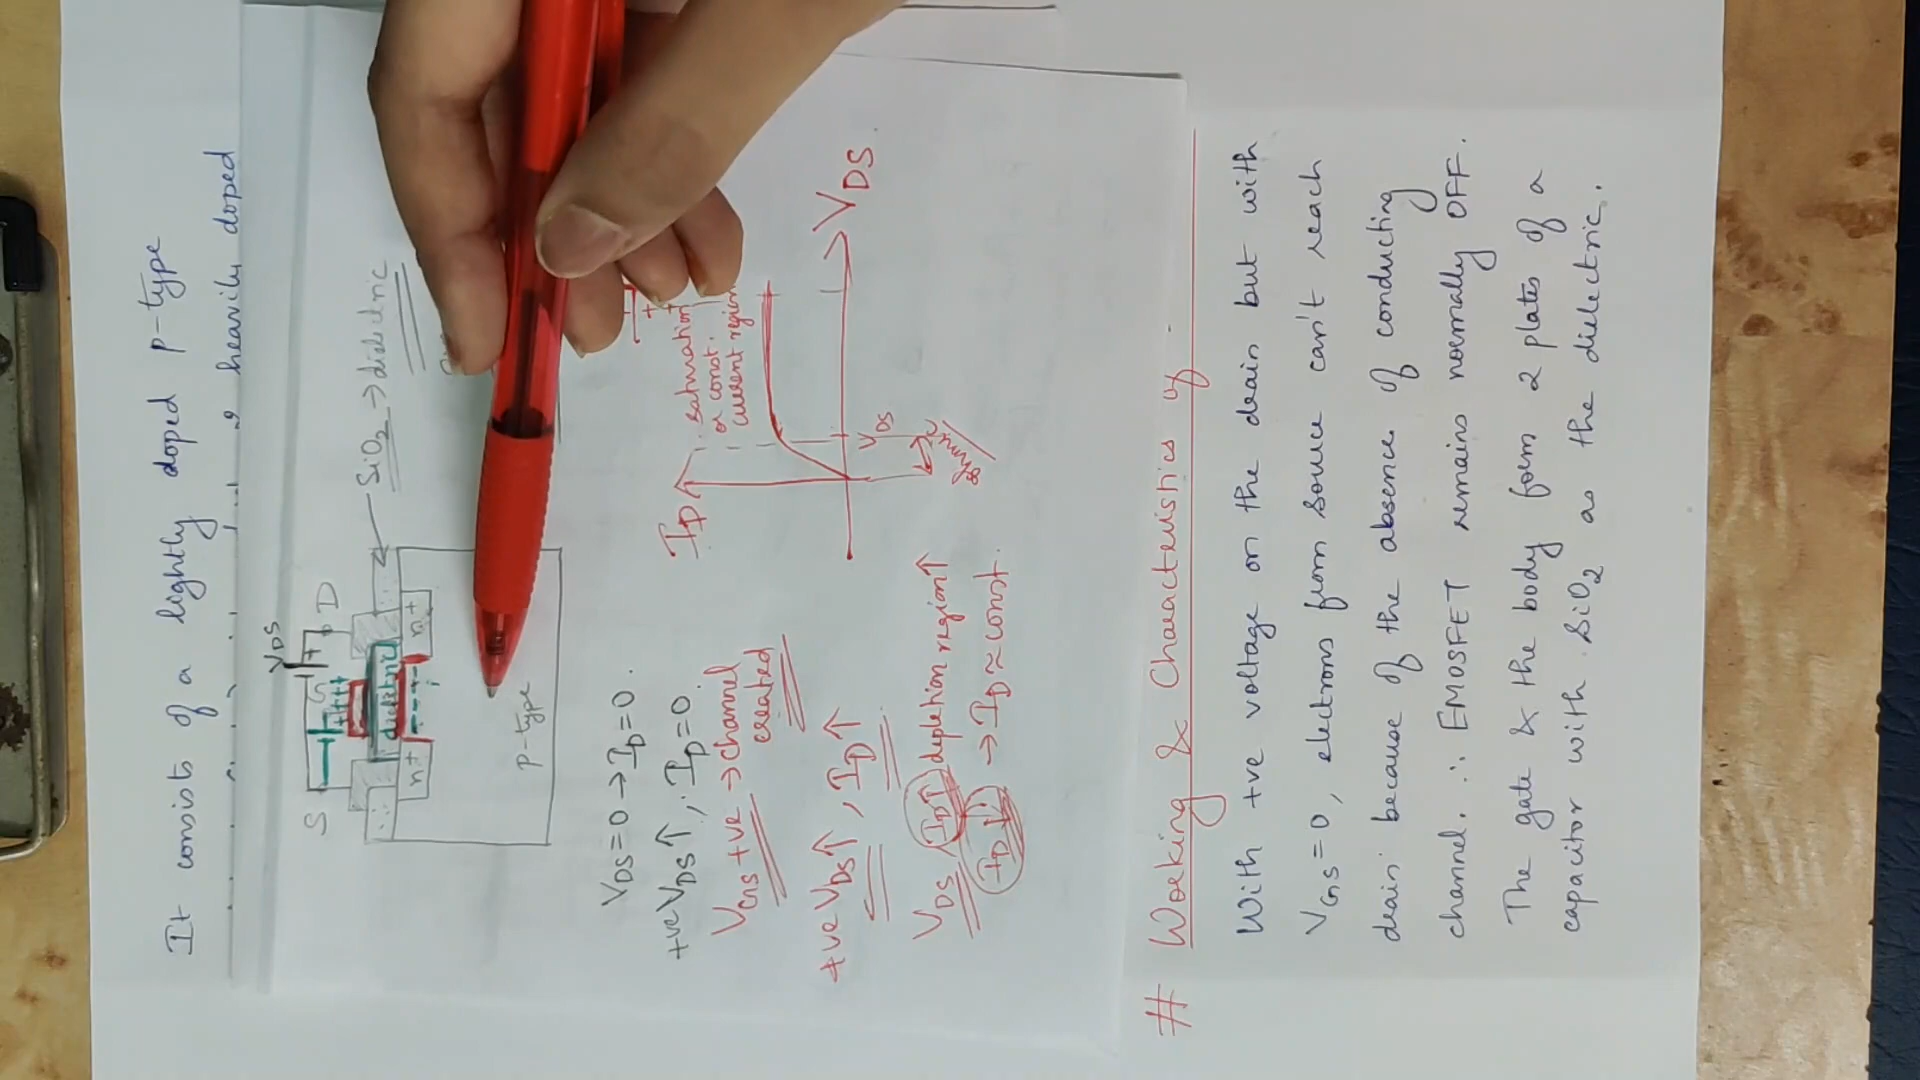 It consists of a lightly doped p-type
& heavily doped
VDS
S
G
D
++++
dielectric
SiO2 → dielectric
n+
n+
p-type
VDS = 0 → ID = 0.
+ve VDS ↑, ID = 0.
VGS +ve → channel
created
+ve VDS ↑, ID ↑
VDS ID↑ depletion region ↑
ID↓ → ID ≈ const.
ID
saturation
or const.
current region
VDS
VDS
# Working & Characteristics of
With +ve voltage on the drain but with
VGS = 0, electrons from source can't reach
drain because of the absence of conducting
channel. ∴ EMOSFET remains normally OFF.
The gate & the body form 2 plates of a
capacitor with SiO2 as the dielectric.